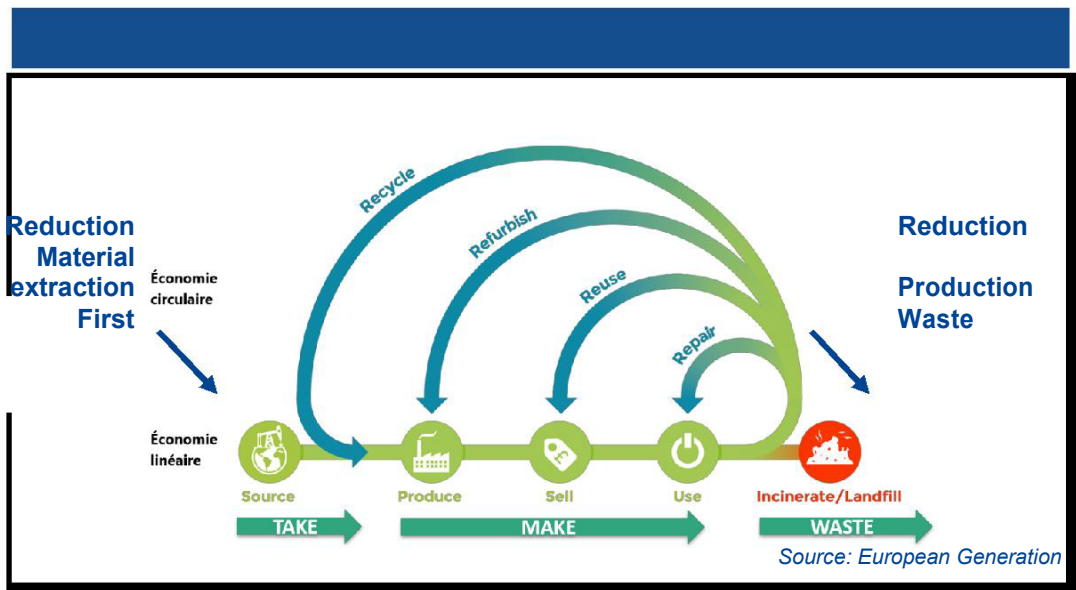 Recycle
Refurbish
Reuse
Repair
Reduction
Material
extraction
First
Économie
circulaire
Reduction
Production
Waste
Économie
linéaire
£
Source
Produce
Sell
Use
Incinerate/Landfill
TAKE
MAKE
WASTE
Source: European Generation